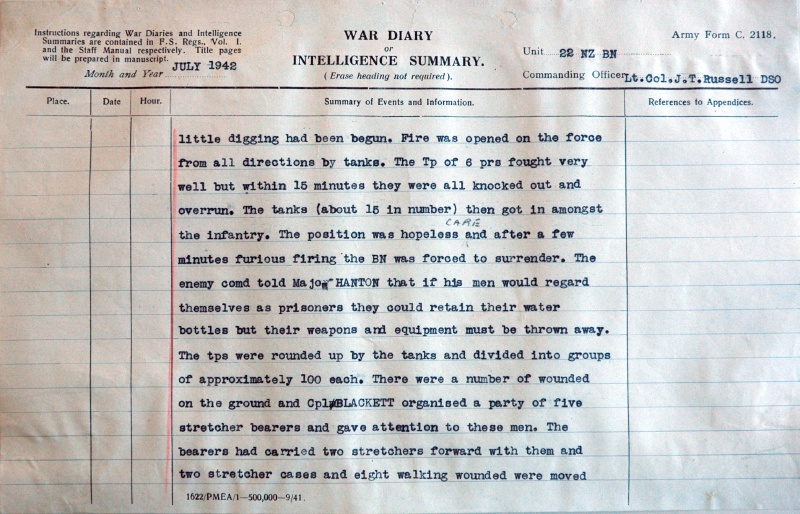 Instructions regarding War Diaries and Intelligence
Summaries are contained in F.S. Regs., Vol. I.
and the Staff Manual respectively. Title pages
will be prepared in manuscript.
Month and Year JULY 1942
WAR DIARY
or
INTELLIGENCE SUMMARY.
(Erase heading not required).
Army Form C. 2118.
Unit 22 NZ BN
Commanding Officer Lt.Col.J.T.Russell DSO
Place. Date Hour. Summary of Events and Information. References to Appendices.
little digging had been begun. Fire was opened on the force
from all directions by tanks. The Tp of 6 prs fought very
well but within 15 minutes they were all knocked out and
overrun. The tanks (about 15 in number) then got in amongst
CARE
the infantry. The position was hopeless and after a few
minutes furious firing the BN was forced to surrender. The
enemy comd told Major HANTON that if his men would regard
themselves as prisoners they could retain their water
bottles but their weapons and equipment must be thrown away.
The tps were rounded up by the tanks and divided into groups
of approximately 100 each. There were a number of wounded
on the ground and Cpl BLACKETT organised a party of five
stretcher bearers and gave attention to these men. The
bearers had carried two stretchers forward with them and
two stretcher cases and eight walking wounded were moved
1622/PMEA/1—500,000—9/41.